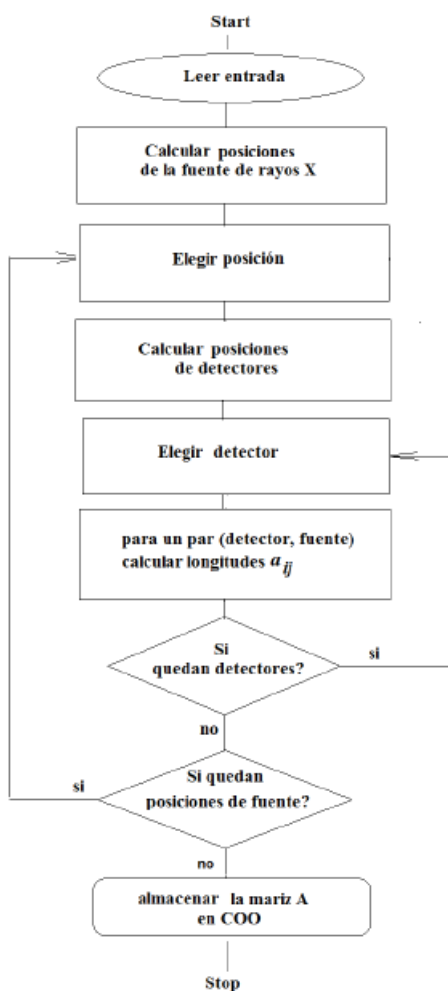 Start
Leer entrada
Calcular posiciones
de la fuente de rayos X
Elegir posición
Calcular posiciones
de detectores
Elegir detector
para un par (detector, fuente)
calcular longitudes a_{ij}
Si
quedan detectores?
si
no
Si quedan
posiciones de fuente?
si
no
almacenar la mariz A
en COO
Stop